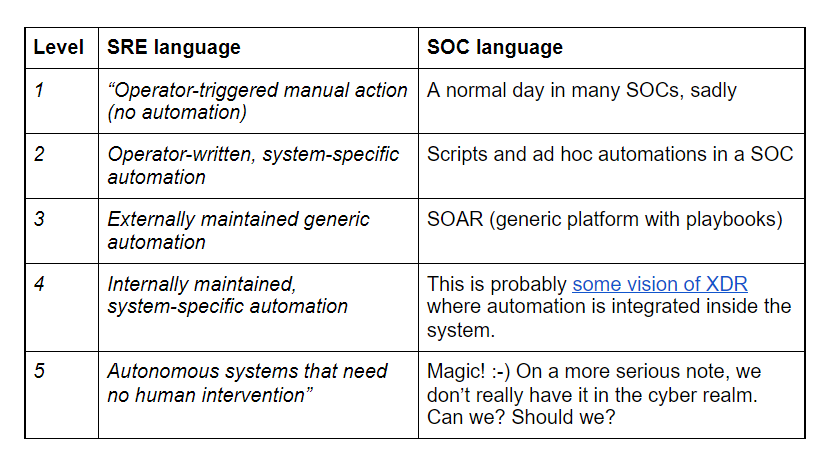 Level SRE language SOC language
1 “Operator-triggered manual action A normal day in many SOCs, sadly
(no automation)
2 Operator-written, system-specific Scripts and ad hoc automations in a SOC
automation
3 Externally maintained generic SOAR (generic platform with playbooks)
automation
4 Internally maintained, This is probably some vision of XDR
system-specific automation where automation is integrated inside the
system.
5 Autonomous systems that need Magic! :-) On a more serious note, we
no human intervention” don’t really have it in the cyber realm.
Can we? Should we?